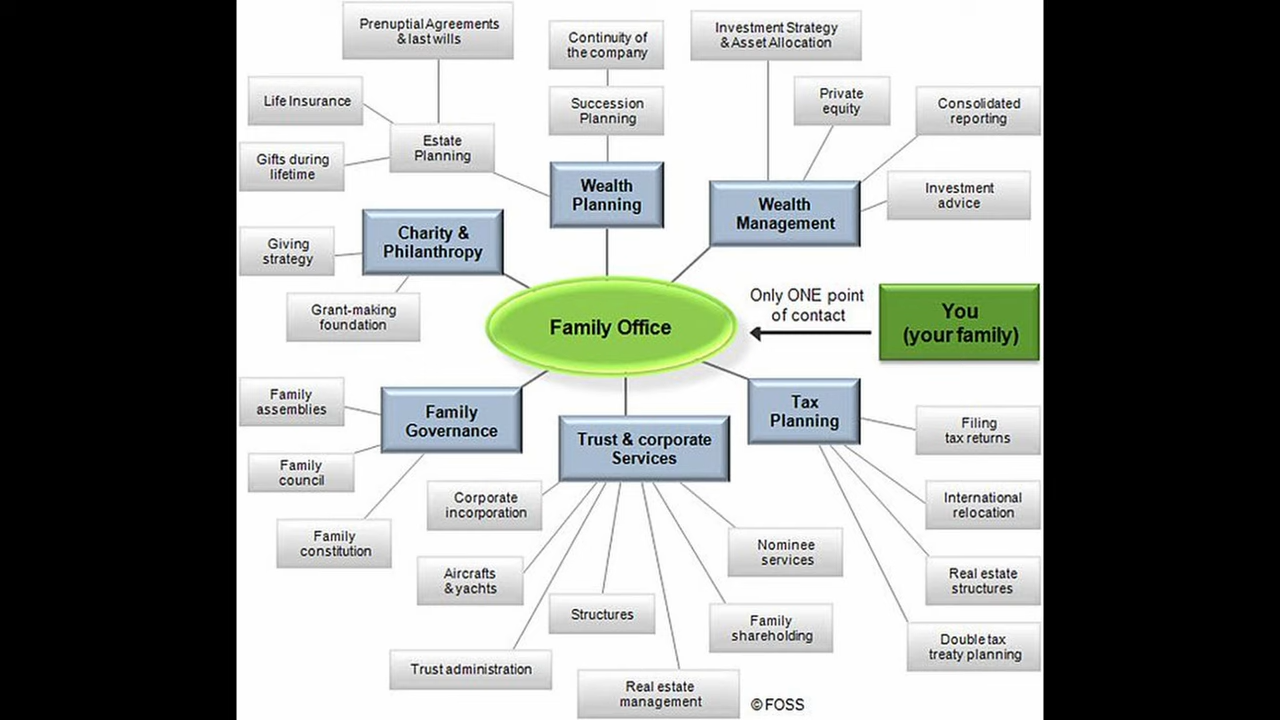 Prenuptial Agreements
& last wills
Continuity of
the company
Investment Strategy
& Asset Allocation
Life Insurance
Succession
Planning
Private
equity
Consolidated
reporting
Estate
Planning
Gifts during
lifetime
Wealth
Planning
Wealth
Management
Investment
advice
Charity &
Philanthropy
Giving
strategy
Grant-making
foundation
Family Office
Only ONE point
of contact
You
(your family)
Family
assemblies
Family
Governance
Trust & corporate
Services
Tax
Planning
Filing
tax returns
Family
council
Corporate
incorporation
International
relocation
Family
constitution
Nominee
services
Aircrafts
& yachts
Real estate
structures
Structures
Family
shareholding
Double tax
treaty planning
Trust administration
Real estate
management
© FOSS